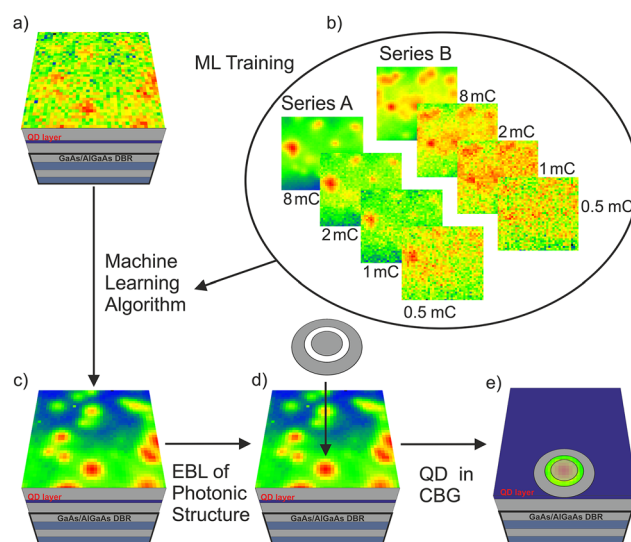 a)
b)
ML Training
Series B
Series A
8 mC
2 mC
1 mC
0.5 mC
8 mC
2 mC
1 mC
0.5 mC
QD layer
GaAs/AlGaAs DBR
Machine
Learning
Algorithm
c)
d)
e)
EBL of
Photonic
Structure
QD in
CBG
QD layer
GaAs/AlGaAs DBR
QD layer
GaAs/AlGaAs DBR
QD layer
GaAs/AlGaAs DBR